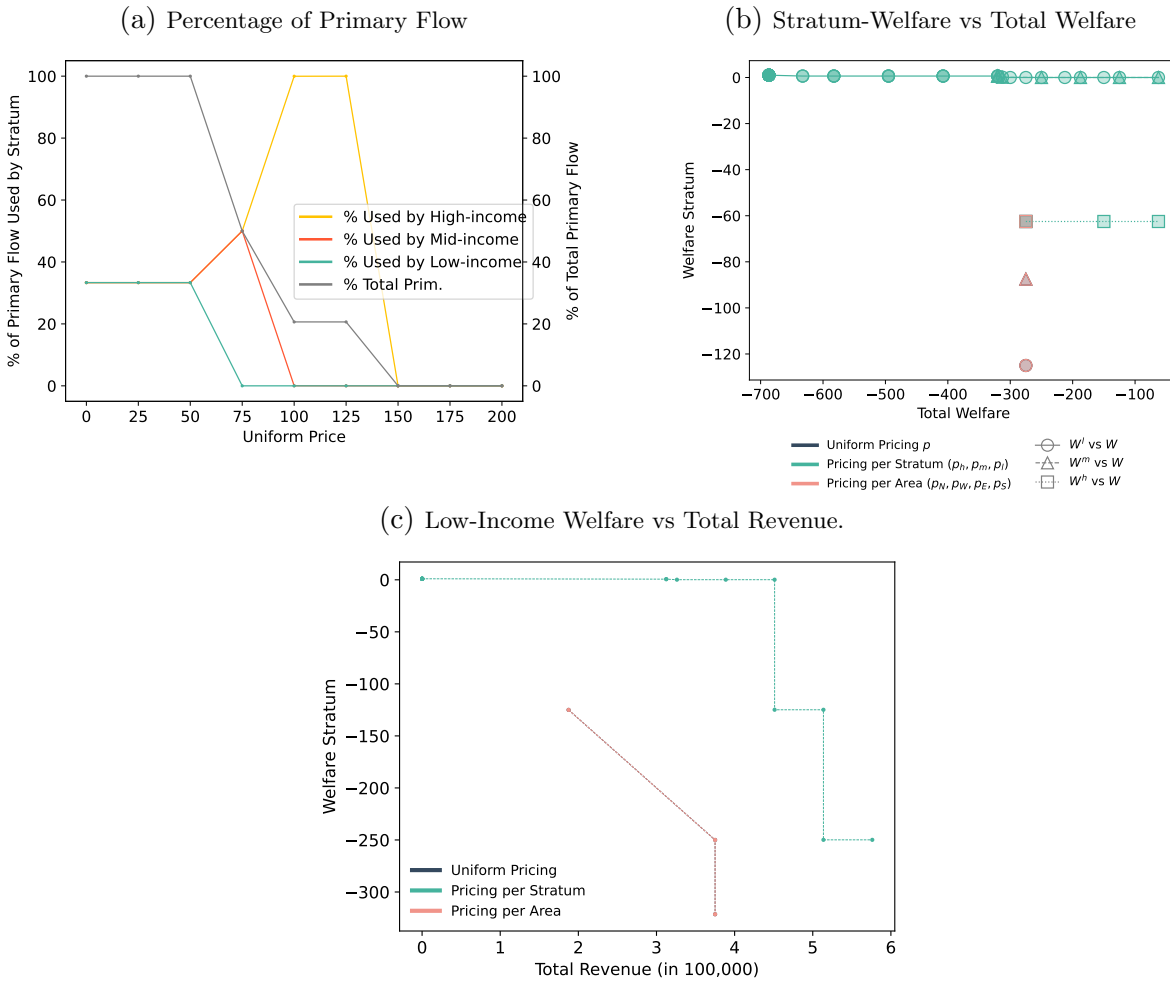 (a) Percentage of Primary Flow
% of Primary Flow Used by Stratum
100
80
60
40
20
0
% Used by High-income
% Used by Mid-income
% Used by Low-income
% Total Prim.
100
80
60
40
20
0
% of Total Primary Flow
0 25 50 75 100 125 150 175 200
Uniform Price
(b) Stratum-Welfare vs Total Welfare
Welfare Stratum
0
−20
−40
−60
−80
−100
−120
−700 −600 −500 −400 −300 −200 −100
Total Welfare
Uniform Pricing p
Pricing per Stratum (p_h, p_m, p_l)
Pricing per Area (p_N, p_W, p_E, p_S)
W^l vs W
W^m vs W
W^h vs W
(c) Low-Income Welfare vs Total Revenue.
Welfare Stratum
0
−50
−100
−150
−200
−250
−300
Uniform Pricing
Pricing per Stratum
Pricing per Area
0 1 2 3 4 5 6
Total Revenue (in 100,000)